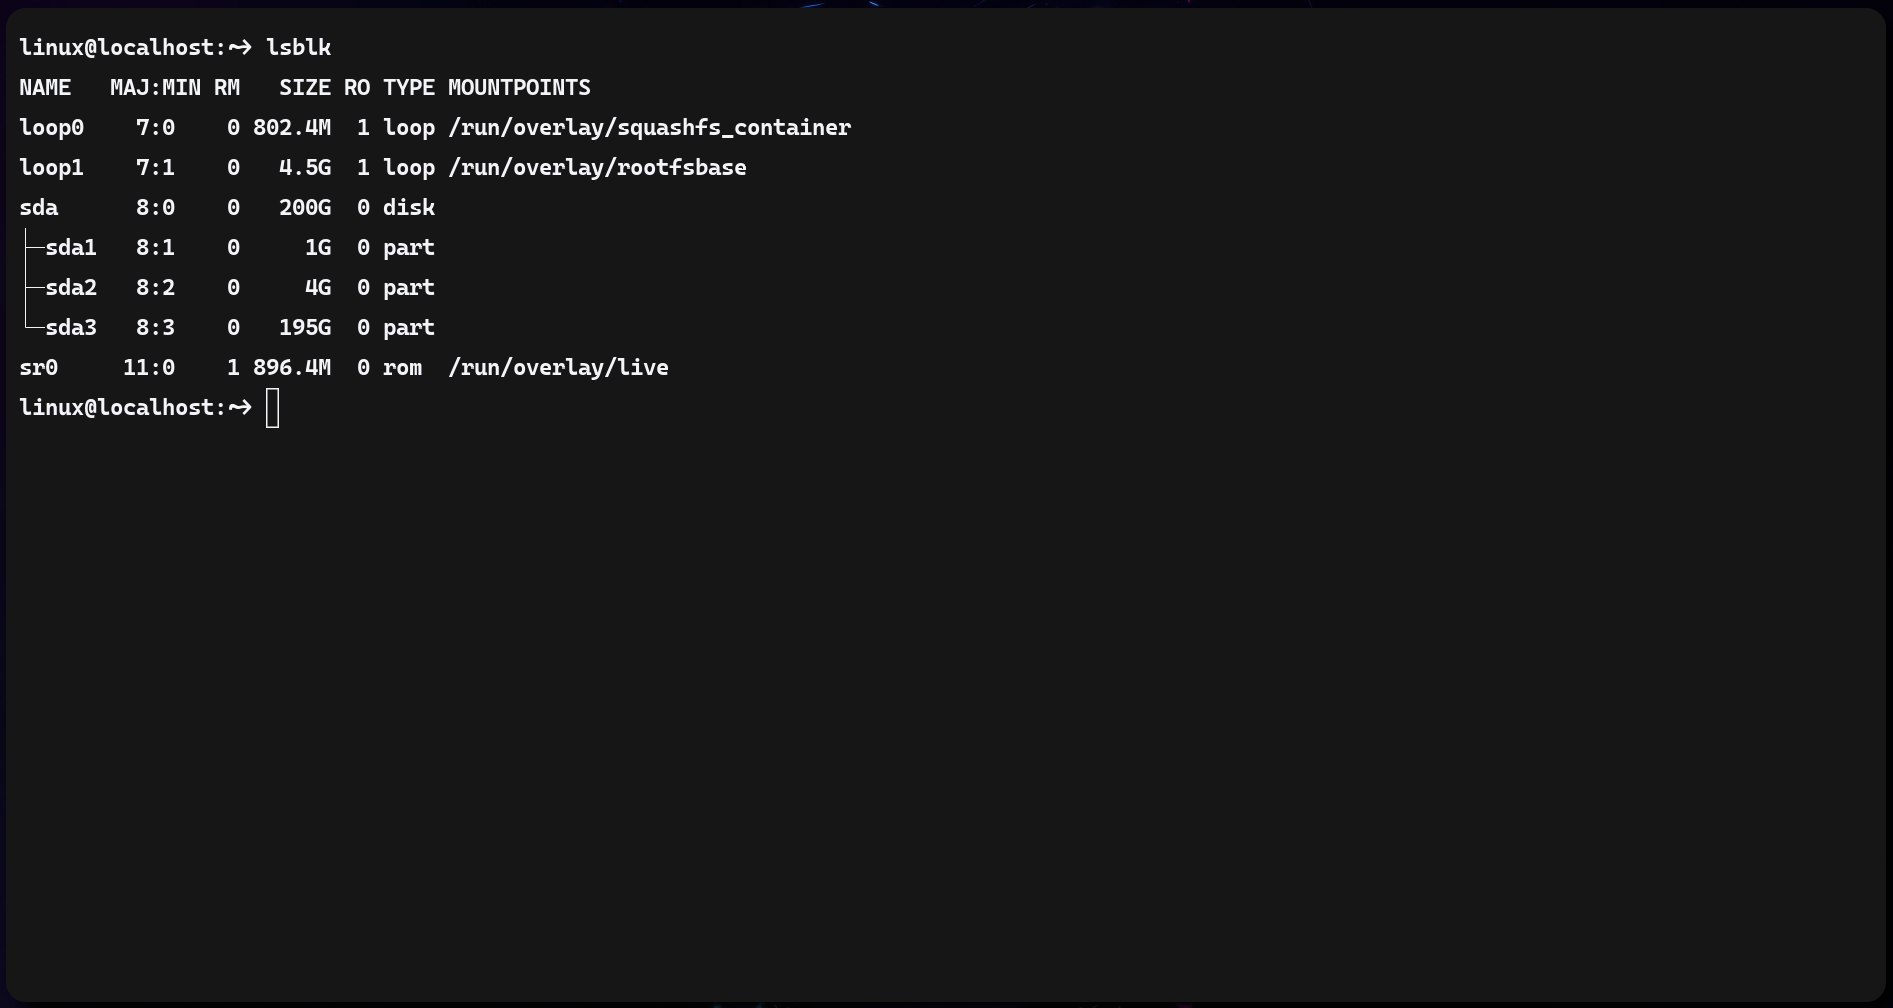 linux@localhost:~> lsblk
NAME   MAJ:MIN RM   SIZE RO TYPE MOUNTPOINTS
loop0    7:0    0 802.4M  1 loop /run/overlay/squashfs_container
loop1    7:1    0   4.5G  1 loop /run/overlay/rootfsbase
sda      8:0    0   200G  0 disk
├─sda1   8:1    0     1G  0 part
├─sda2   8:2    0     4G  0 part
└─sda3   8:3    0   195G  0 part
sr0     11:0    1 896.4M  0 rom  /run/overlay/live
linux@localhost:~>